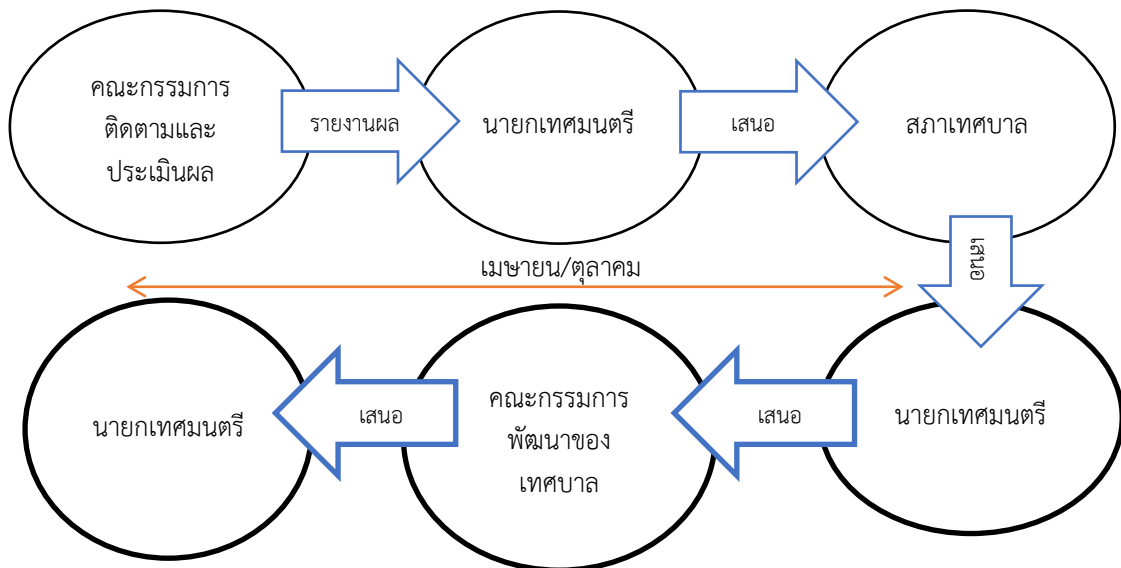 คณะกรรมการ
ติดตามและ
ประเมินผล
รายงานผล
นายกเทศมนตรี
เสนอ
สภาเทศบาล
เสนอ
เมษายน/ตุลาคม
นายกเทศมนตรี
เสนอ
คณะกรรมการ
พัฒนาของ
เทศบาล
เสนอ
นายกเทศมนตรี